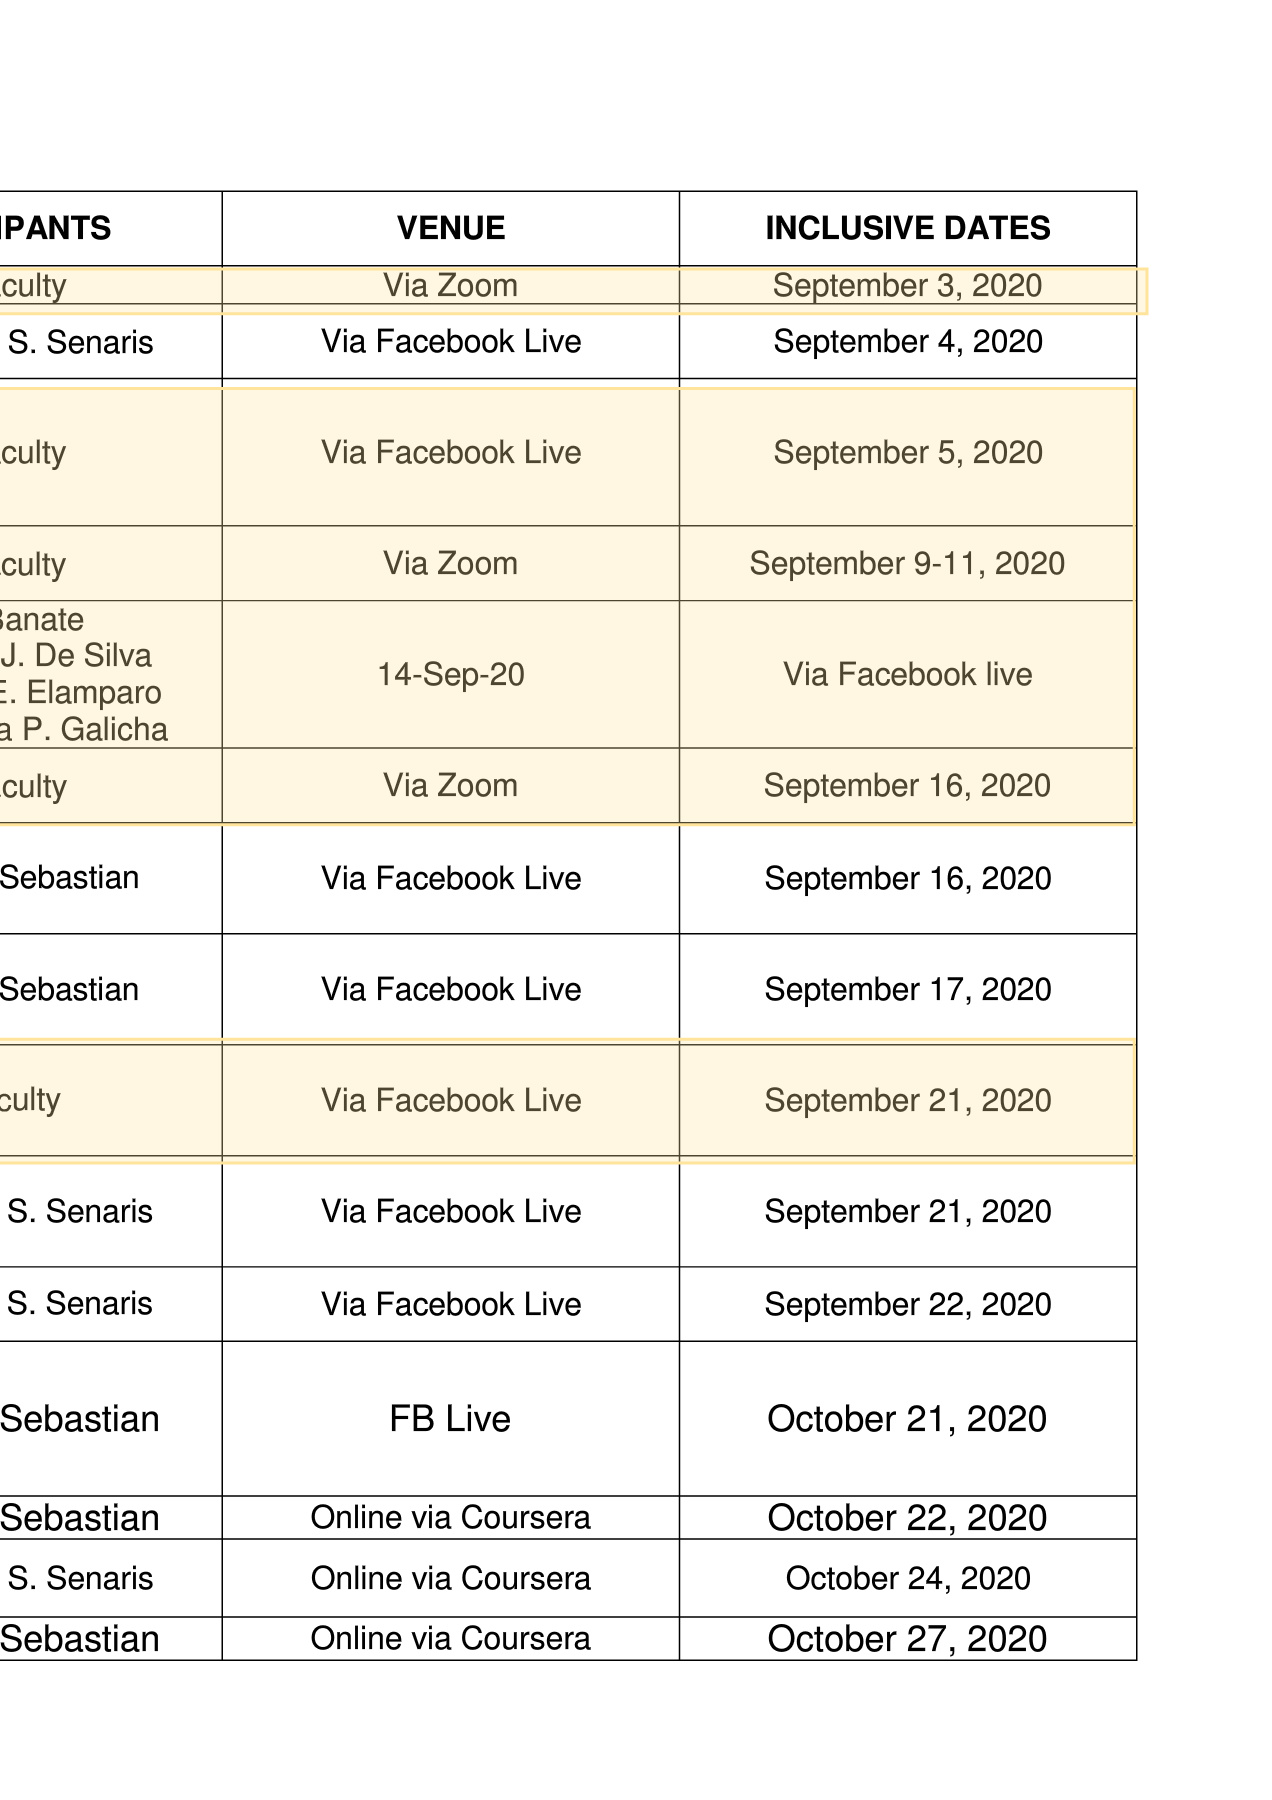 IPANTS VENUE INCLUSIVE DATES
culty Via Zoom September 3, 2020
S. Senaris Via Facebook Live September 4, 2020
culty Via Facebook Live September 5, 2020
culty Via Zoom September 9-11, 2020
Banate
J. De Silva
E. Elamparo
a P. Galicha
14-Sep-20 Via Facebook live
culty Via Zoom September 16, 2020
Sebastian Via Facebook Live September 16, 2020
Sebastian Via Facebook Live September 17, 2020
culty Via Facebook Live September 21, 2020
S. Senaris Via Facebook Live September 21, 2020
S. Senaris Via Facebook Live September 22, 2020
Sebastian FB Live October 21, 2020
Sebastian Online via Coursera October 22, 2020
S. Senaris Online via Coursera October 24, 2020
Sebastian Online via Coursera October 27, 2020